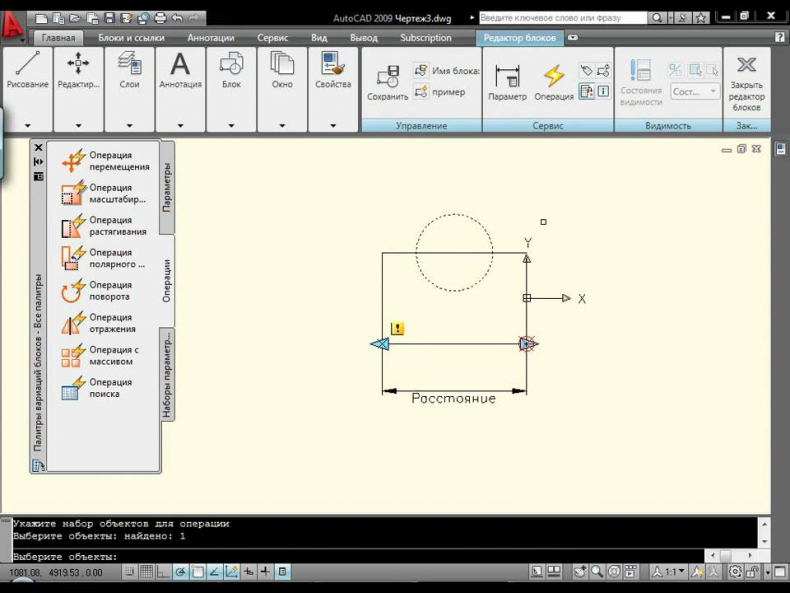 AutoCAD 2009 Чертеж3.dwg
Введите ключевое слово или фразу
Главная Блоки и ссылки Аннотации Сервис Вид Вывод Subscription Редактор блоков
Рисование Редактир... Слои Аннотация Блок Окно Свойства
Сохранить
Имя блока:
пример
Управление
Параметр Операция
Сервис
Состояния видимости
Сост...
Видимость
Закрыть редактор блоков
Зак...
Операция перемещения
Операция масштабир...
Операция растягивания
Операция полярного ...
Операция поворота
Операция отражения
Операция с массивом
Операция поиска
Параметры
Операции
Наборы параметр...
Палитры вариаций блоков - Все палитры
Y
X
!
Расстояние
Укажите набор объектов для операции
Выберите объекты: найдено: 1
Выберите объекты:
1081.08, 4919.53, 0.00
1:1